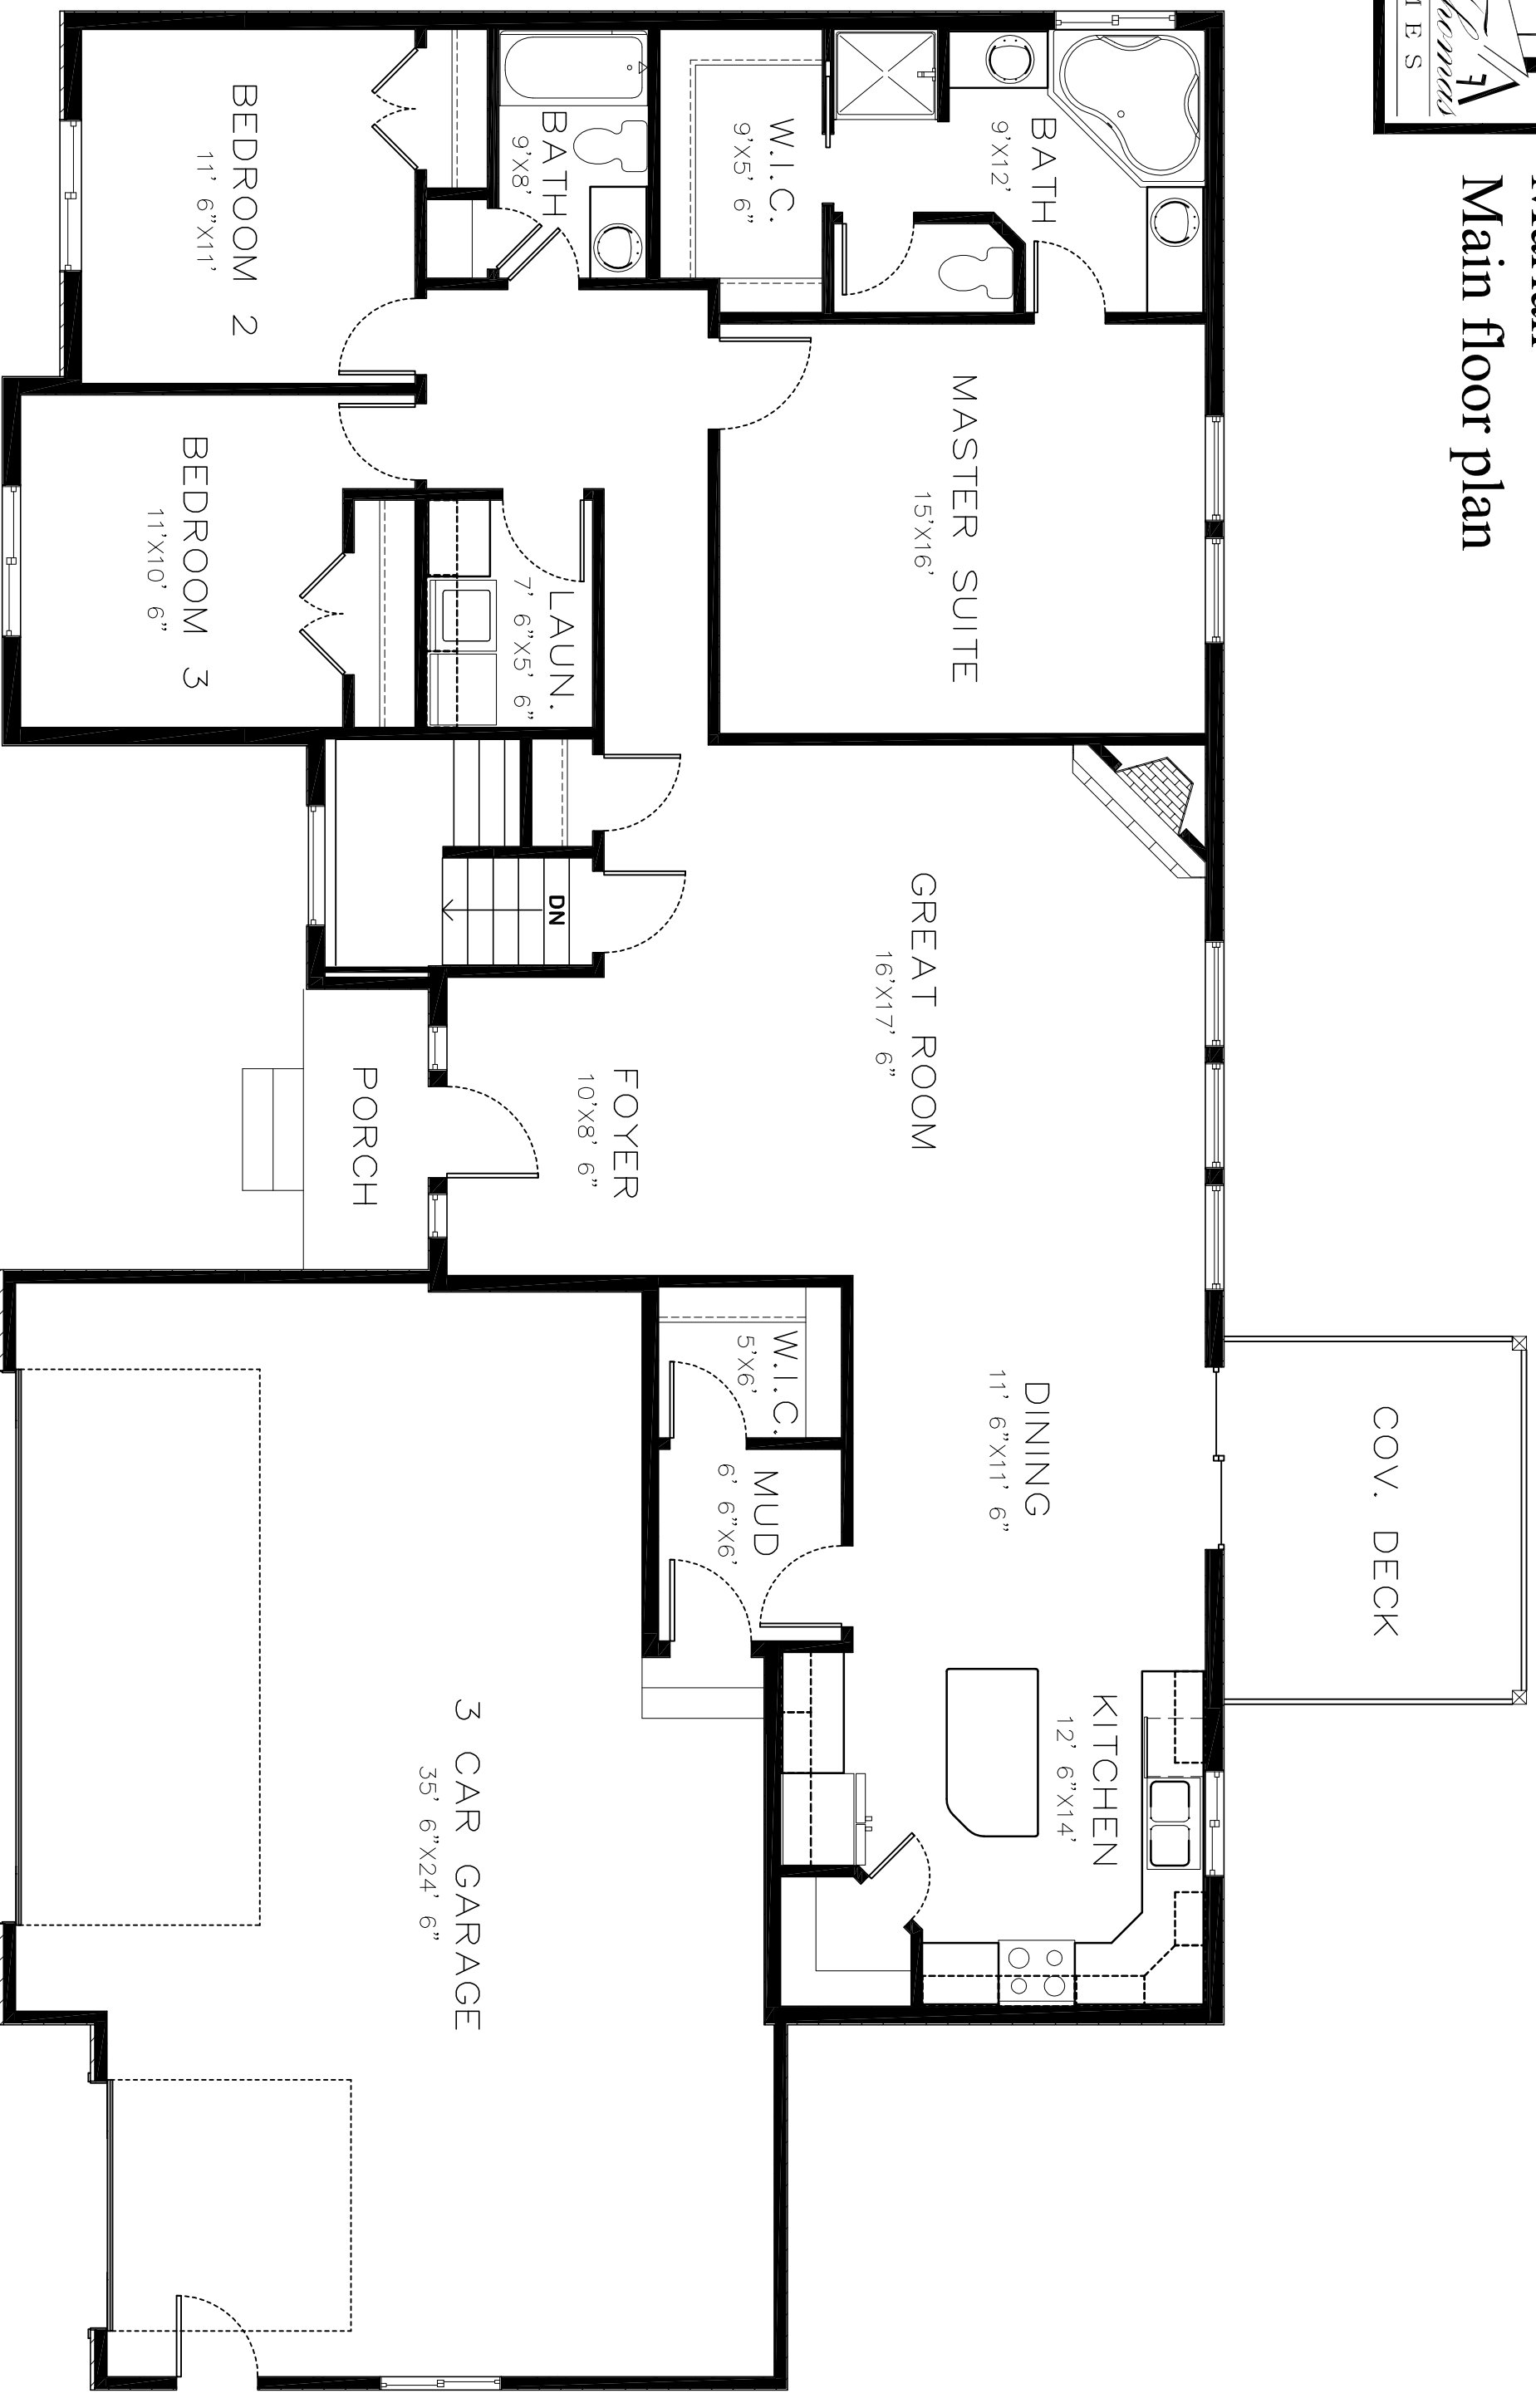 homas
MES
Main floor plan
COV. DECK
BATH
9'X12'
W.I.C.
9'X5' 6"
MASTER SUITE
15'X16'
GREAT ROOM
16'X17' 6"
DINING
11' 6"X11' 6"
KITCHEN
12' 6"X14'
BATH
9'X8'
LAUN.
7' 6"X5' 6"
DN
FOYER
10'X8' 6"
W.I.C.
5'X6'
MUD
6' 6"X6'
BEDROOM 2
11' 6"X11'
BEDROOM 3
11'X10' 6"
PORCH
3 CAR GARAGE
35' 6"X24' 6"